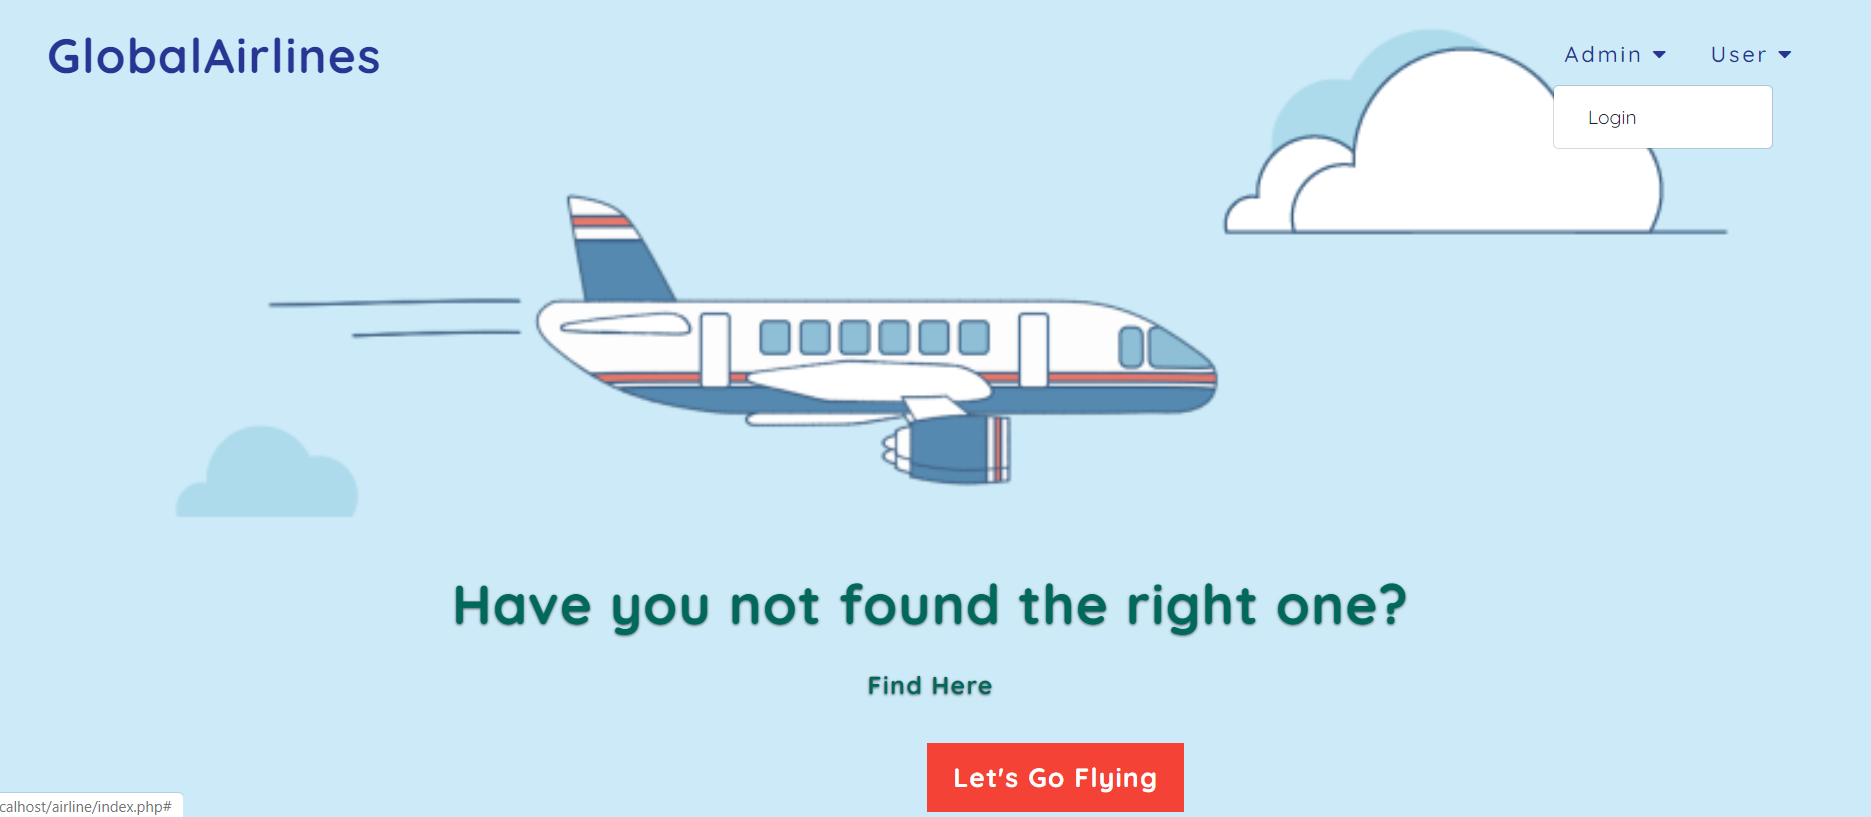 GlobalAirlines
Admin User
Login
Have you not found the right one?
Find Here
Let's Go Flying
calhost/airline/index.php#